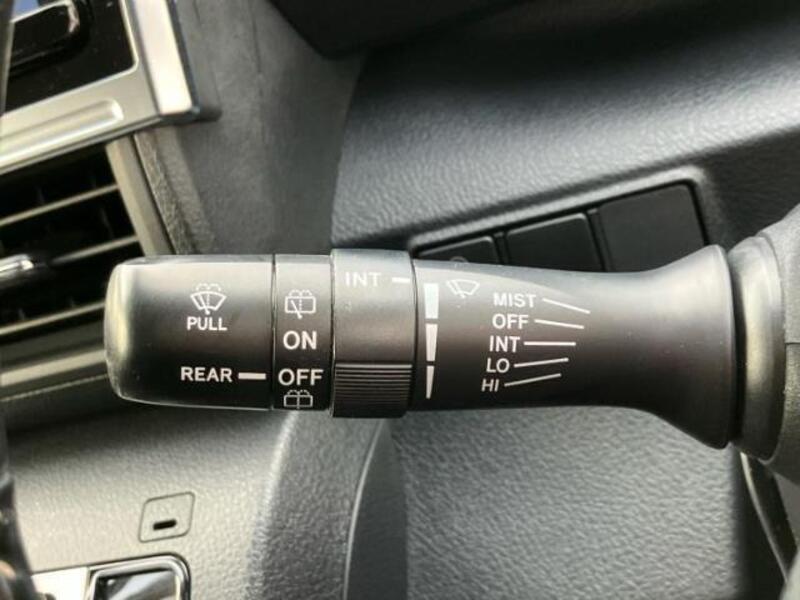 PULL
REAR
ON
OFF
INT
MIST
OFF
INT
LO
HI